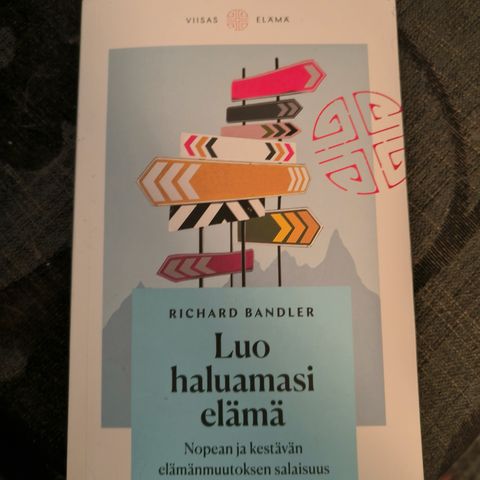 VIISAS ELÄMÄ
RICHARD BANDLER
Luo
haluamasi
elämä
Nopean ja kestävän
elämänmuutoksen salaisuus